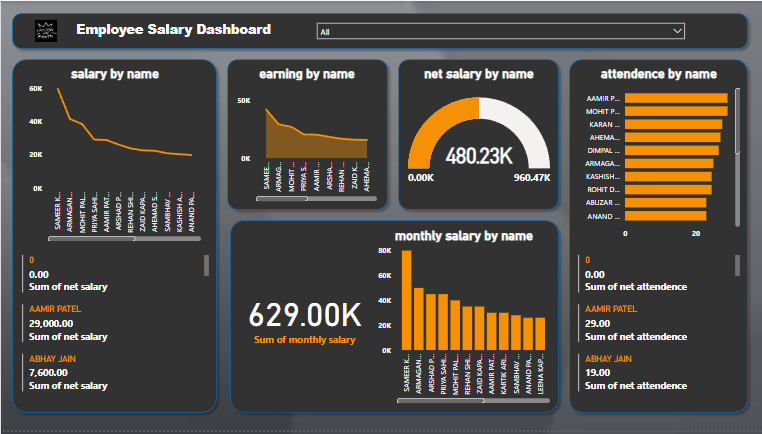 Employee Salary Dashboard
All
salary by name
60K
40K
20K
0K
SAMEER K...
ARMAGAN...
MOHIT PAL...
PRIYA SAHI...
AAMIR PAT...
ARSHAD P...
REHAN SHI...
ZAID KAPA...
AHEMAD S...
SAMBHAV ...
KASHISH A...
ANAND PA...
0
0.00
Sum of net salary
AAMIR PATEL
29,000.00
Sum of net salary
ABHAY JAIN
7,600.00
Sum of net salary
earning by name
50K
0K
SAMEE...
ARMAG...
MOHIT ...
PRIYA S...
AAMIR ...
ARSHA...
REHAN ...
ZAID K...
AHEMA...
net salary by name
480.23K
0.00K
960.47K
monthly salary by name
629.00K
Sum of monthly salary
80K
60K
40K
20K
0K
SAMEER K...
ARMAGAN...
ARSHAD P...
PRIYA SAHI...
MOHIT PAL...
REHAN SHI...
ZAID KAPA...
AAMIR PAT...
KARTIK ARI...
SAMBHAV ...
ANAND PA...
LEENA KAP...
attendence by name
AAMIR P...
MOHIT P...
KARAN ...
AHEMA...
DIMPAL ...
ARMAGA...
KASHISH...
ROHIT D...
ABUZAR ...
ANAND ...
0
20
0
0.00
Sum of net attendence
AAMIR PATEL
29.00
Sum of net attendence
ABHAY JAIN
19.00
Sum of net attendence